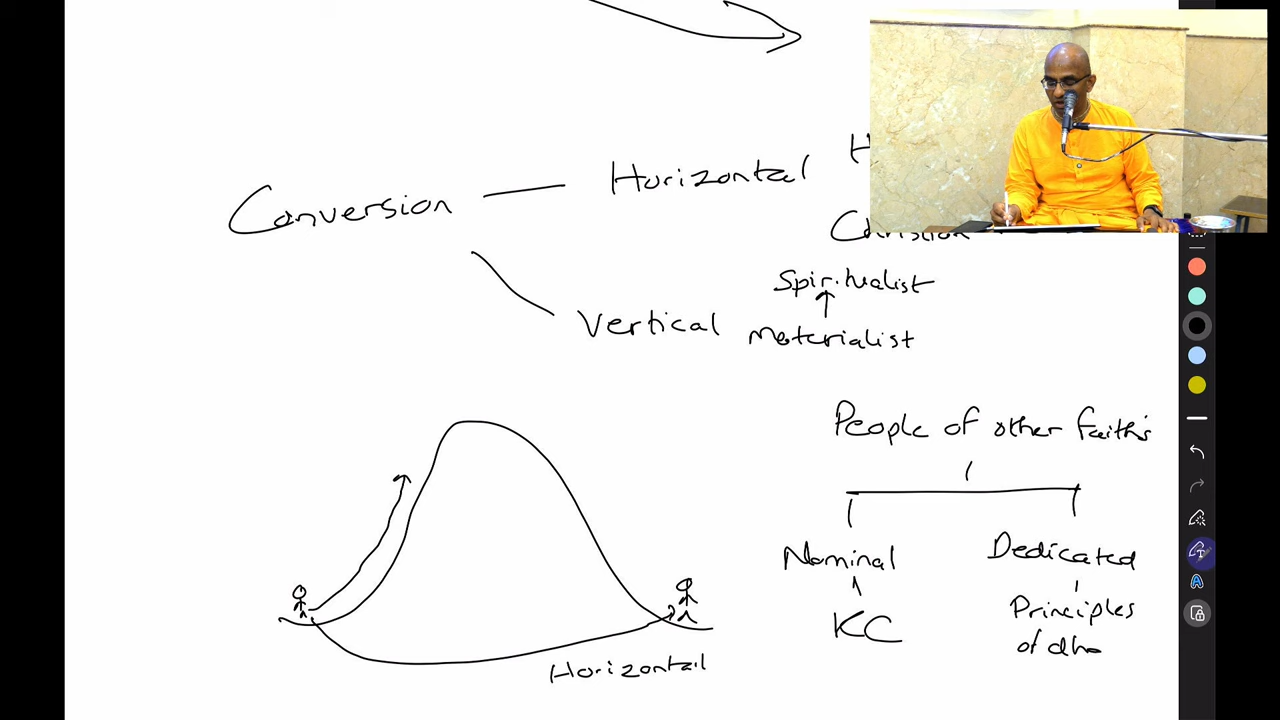 Conversion
Horizontal H
Spiritualist
Vertical Materialist
People of other faiths
Nominal Dedicated
KC Principles
of dha
Horizontal